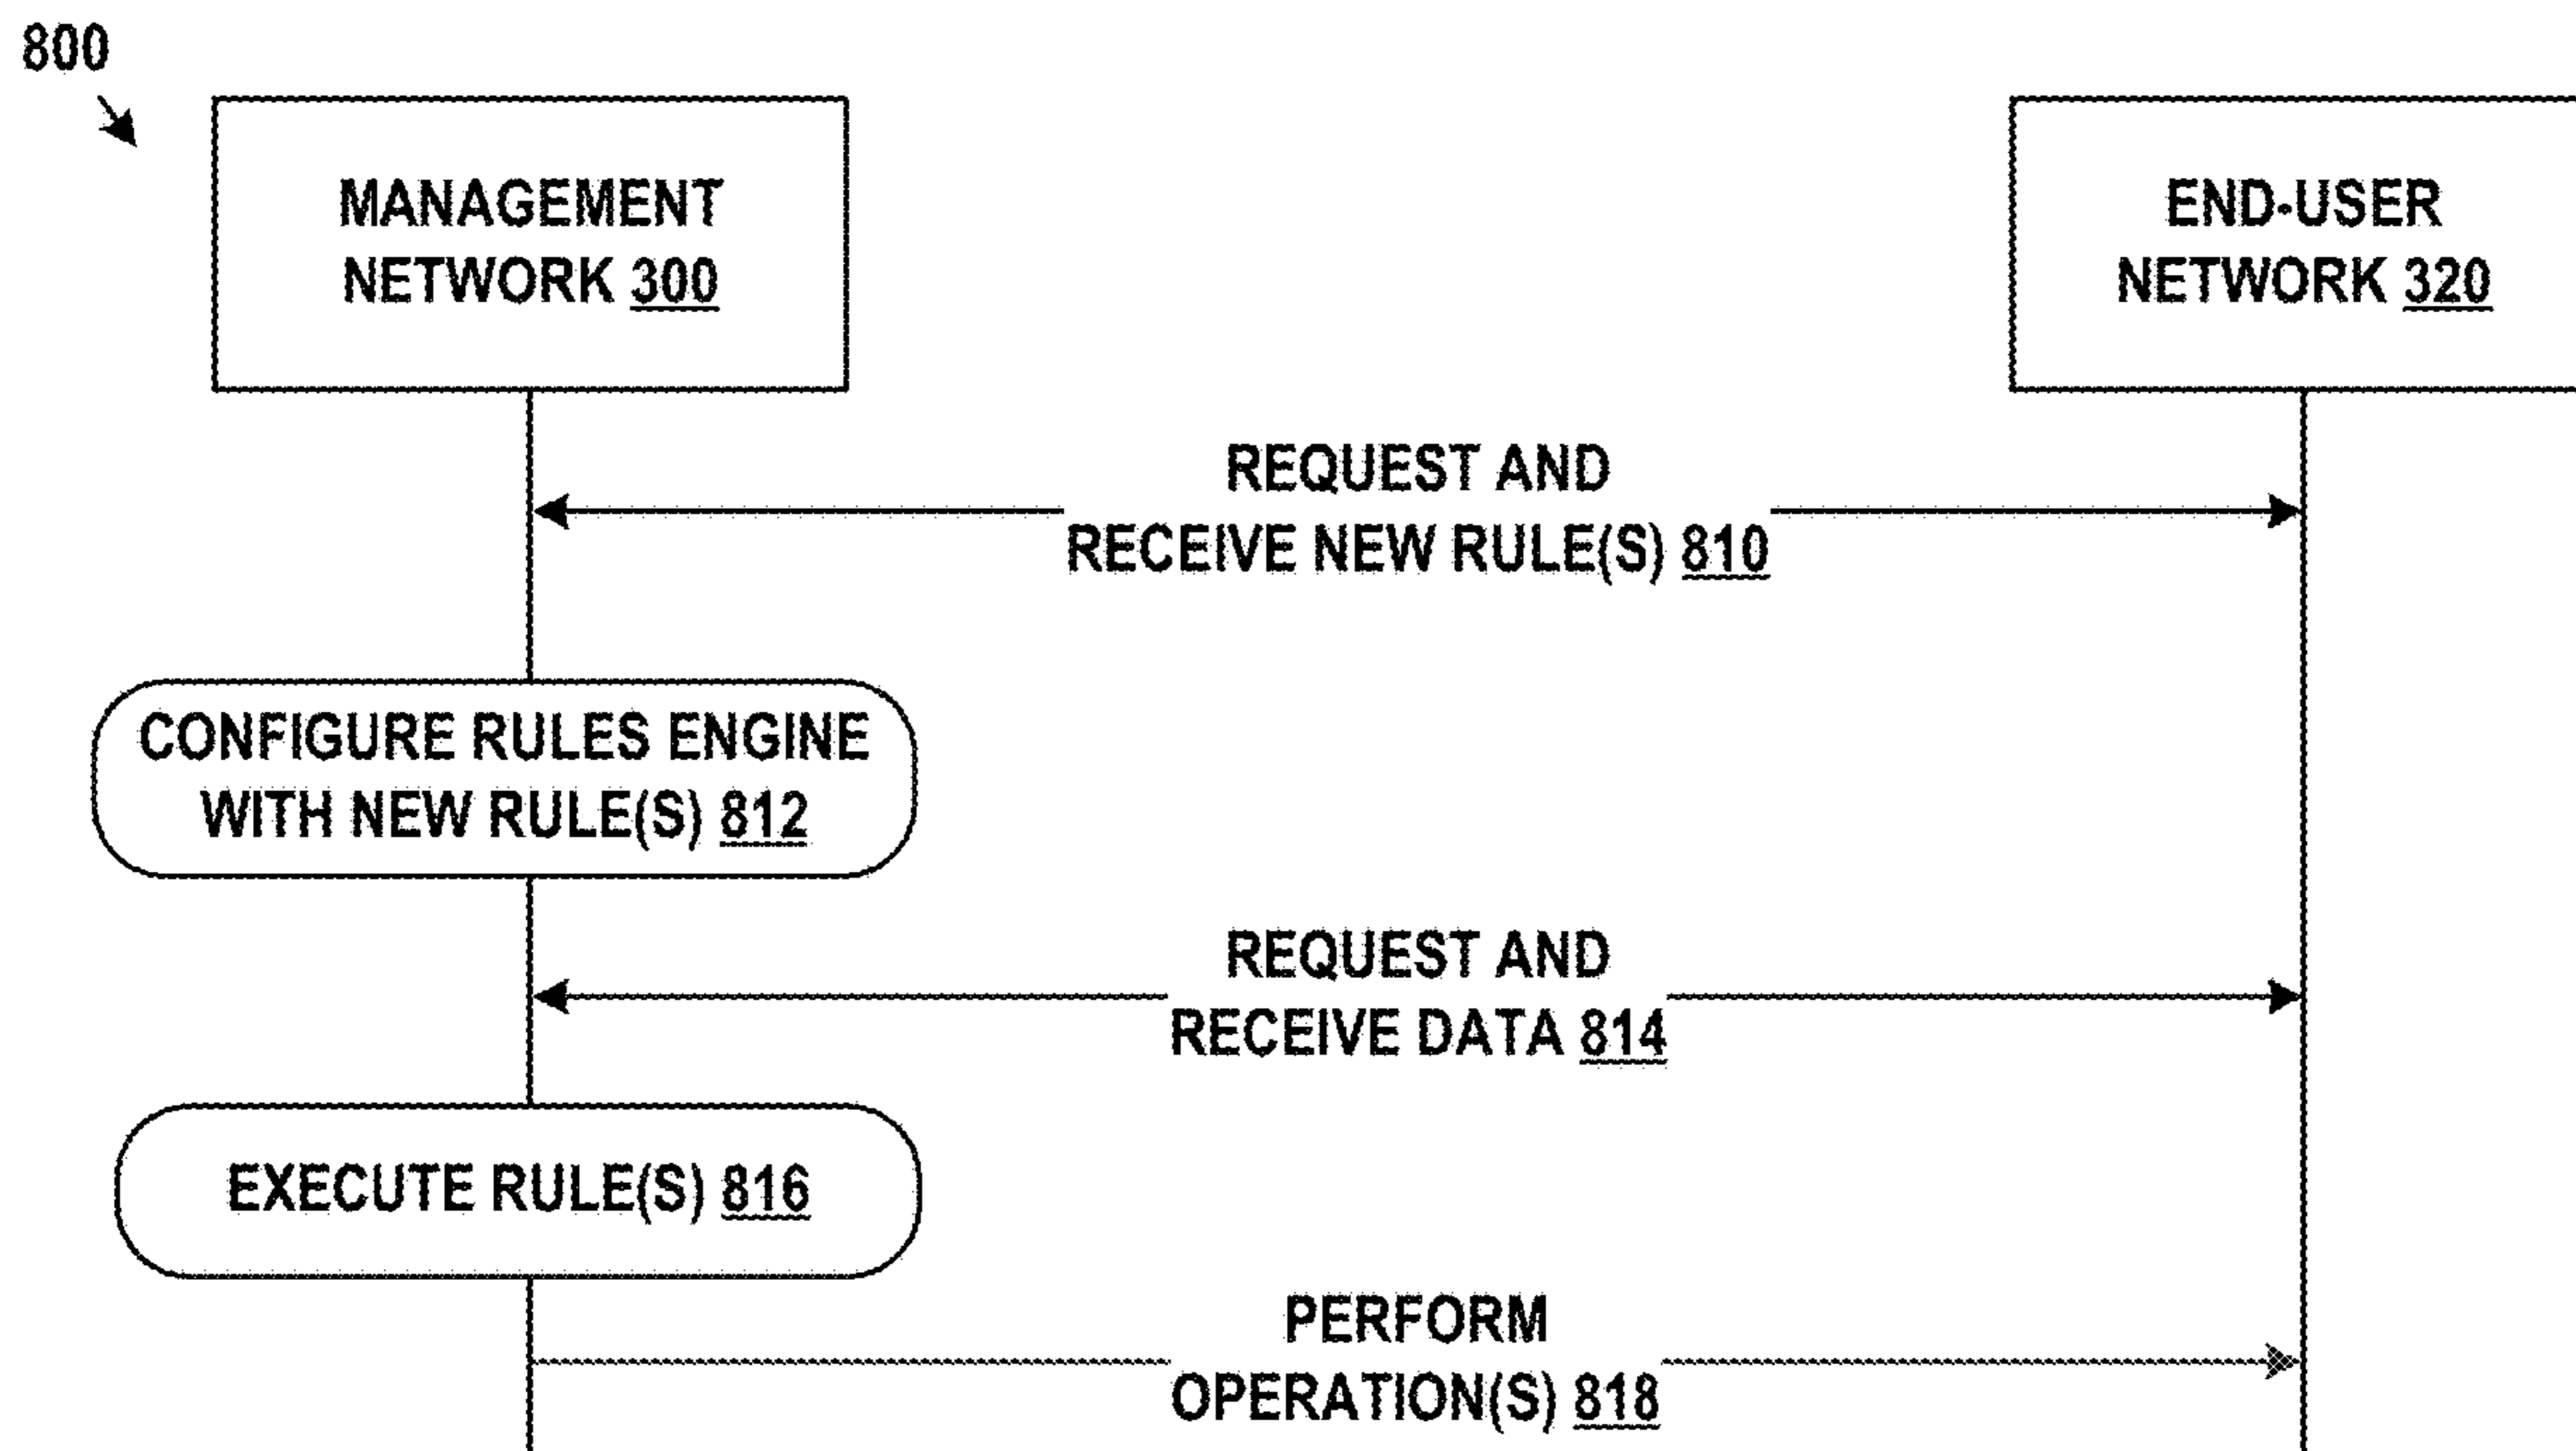 800
MANAGEMENT
NETWORK 300
END-USER
NETWORK 320
REQUEST AND
RECEIVE NEW RULE(S) 810
CONFIGURE RULES ENGINE
WITH NEW RULE(S) 812
REQUEST AND
RECEIVE DATA 814
EXECUTE RULE(S) 816
PERFORM
OPERATION(S) 818